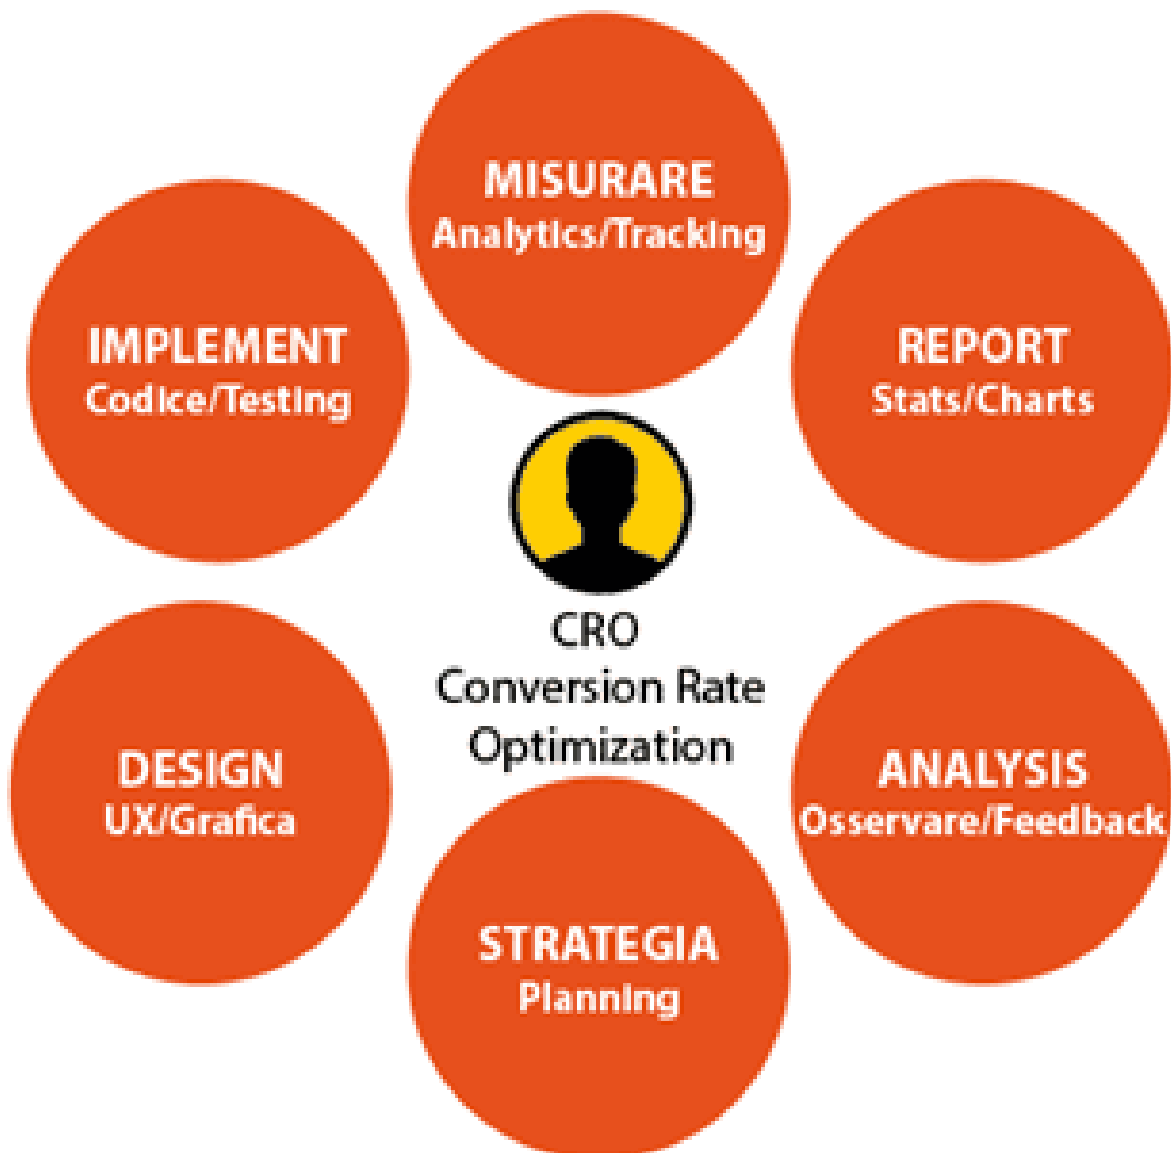 MISURARE
Analytics/Tracking
IMPLEMENT
Codice/Testing
REPORT
Stats/Charts
CRO
Conversion Rate
Optimization
DESIGN
UX/Grafica
ANALYSIS
Osservare/Feedback
STRATEGIA
Planning